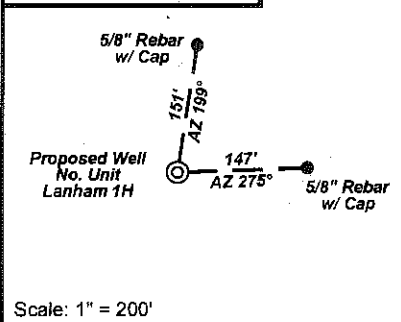 5/8" Rebar
w/ Cap
151'
AZ 199°
Proposed Well
No. Unit
Lanham 1H
147'
AZ 275°
5/8" Rebar
w/ Cap
Scale: 1" = 200'